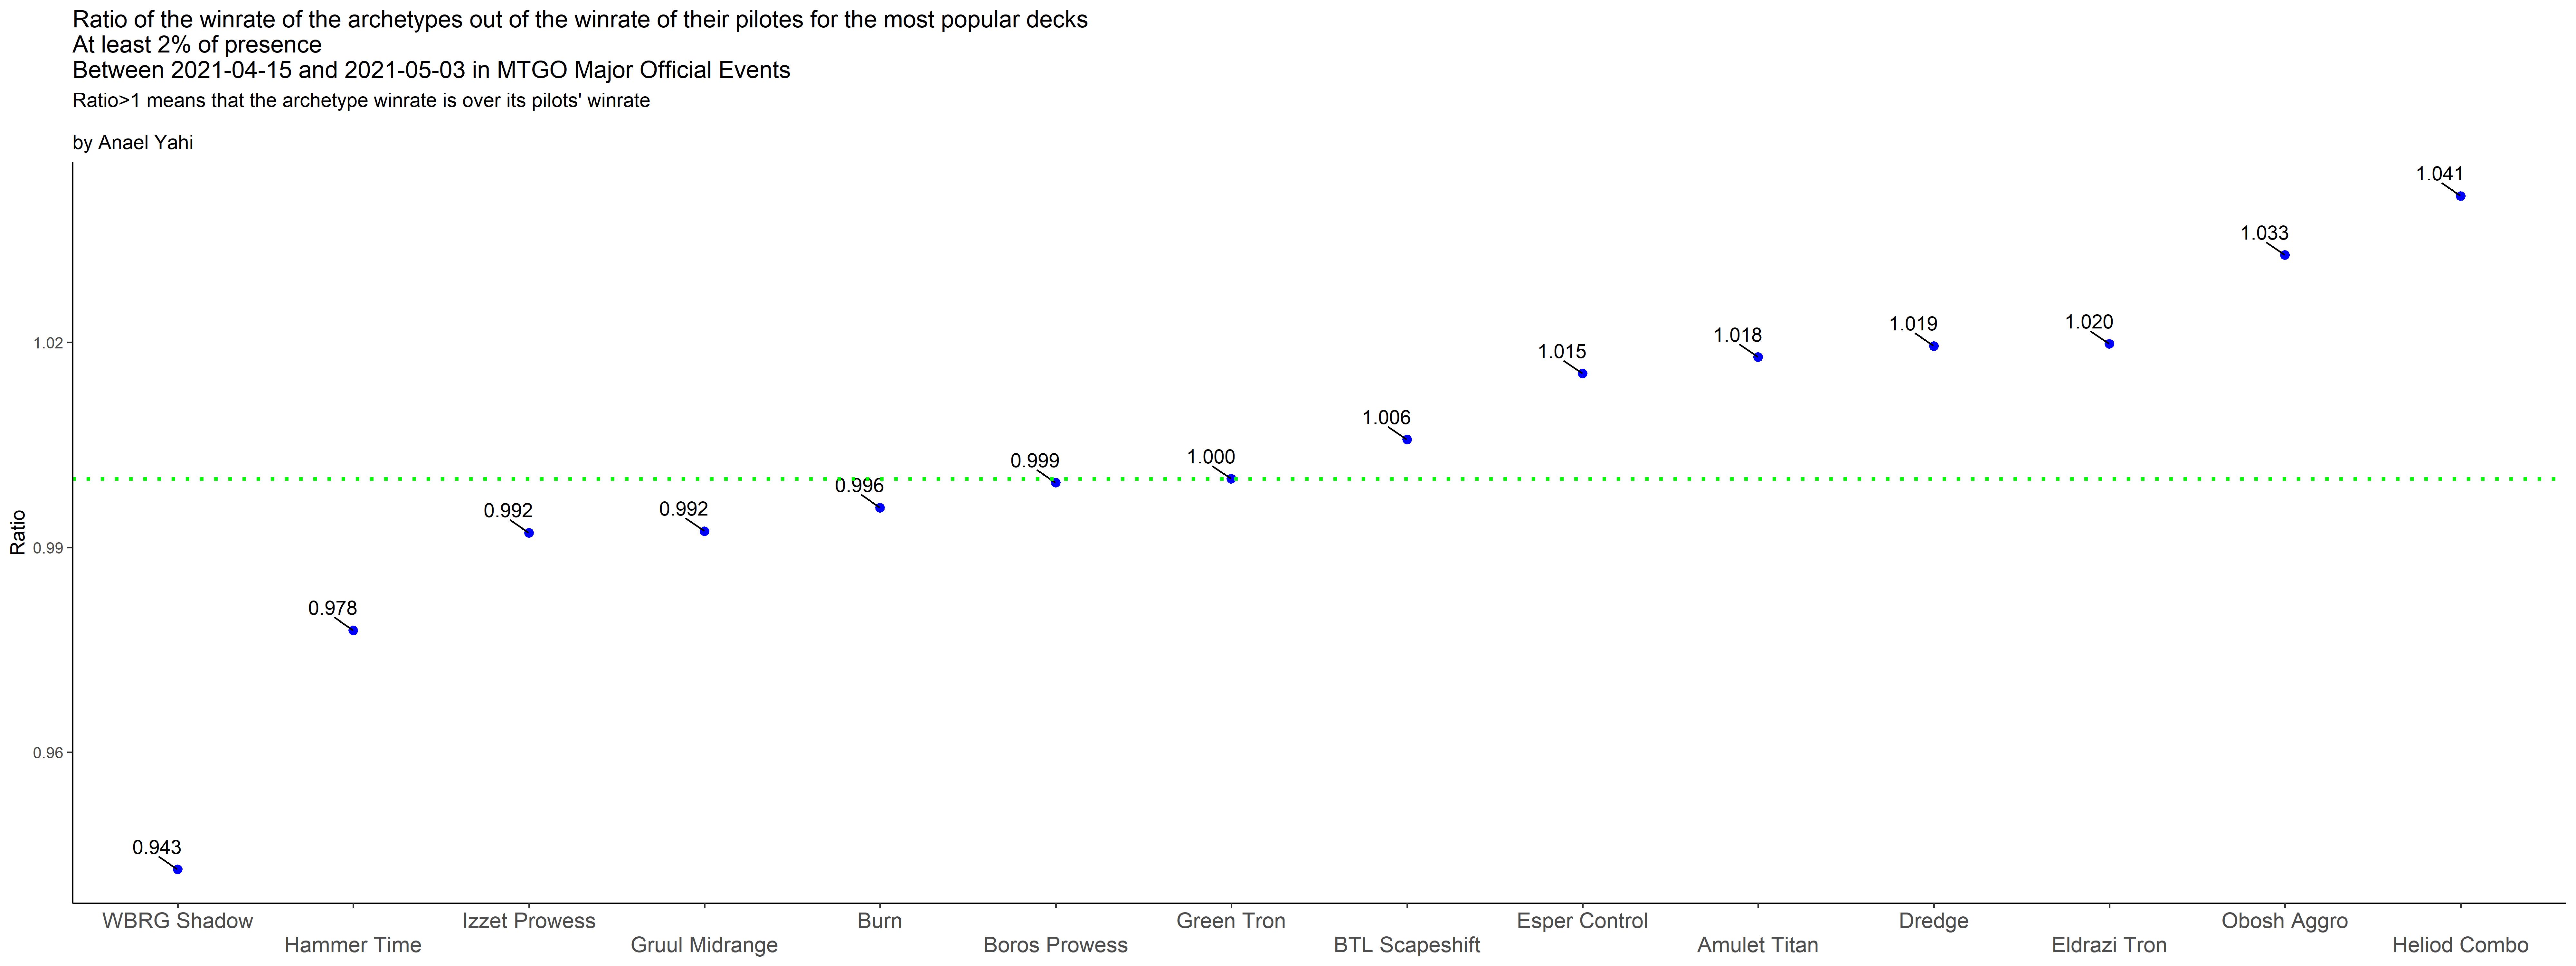 Ratio of the winrate of the archetypes out of the winrate of their pilotes for the most popular decks
At least 2% of presence
Between 2021-04-15 and 2021-05-03 in MTGO Major Official Events
Ratio>1 means that the archetype winrate is over its pilots' winrate
by Anael Yahi
1.041
1.033
1.020
1.019
1.018
1.015
1.006
1.000
0.999
0.996
0.992
0.992
0.978
0.943
1.02
0.99
0.96
Ratio
WBRG Shadow
Hammer Time
Izzet Prowess
Gruul Midrange
Burn
Boros Prowess
Green Tron
BTL Scapeshift
Esper Control
Amulet Titan
Dredge
Eldrazi Tron
Obosh Aggro
Heliod Combo